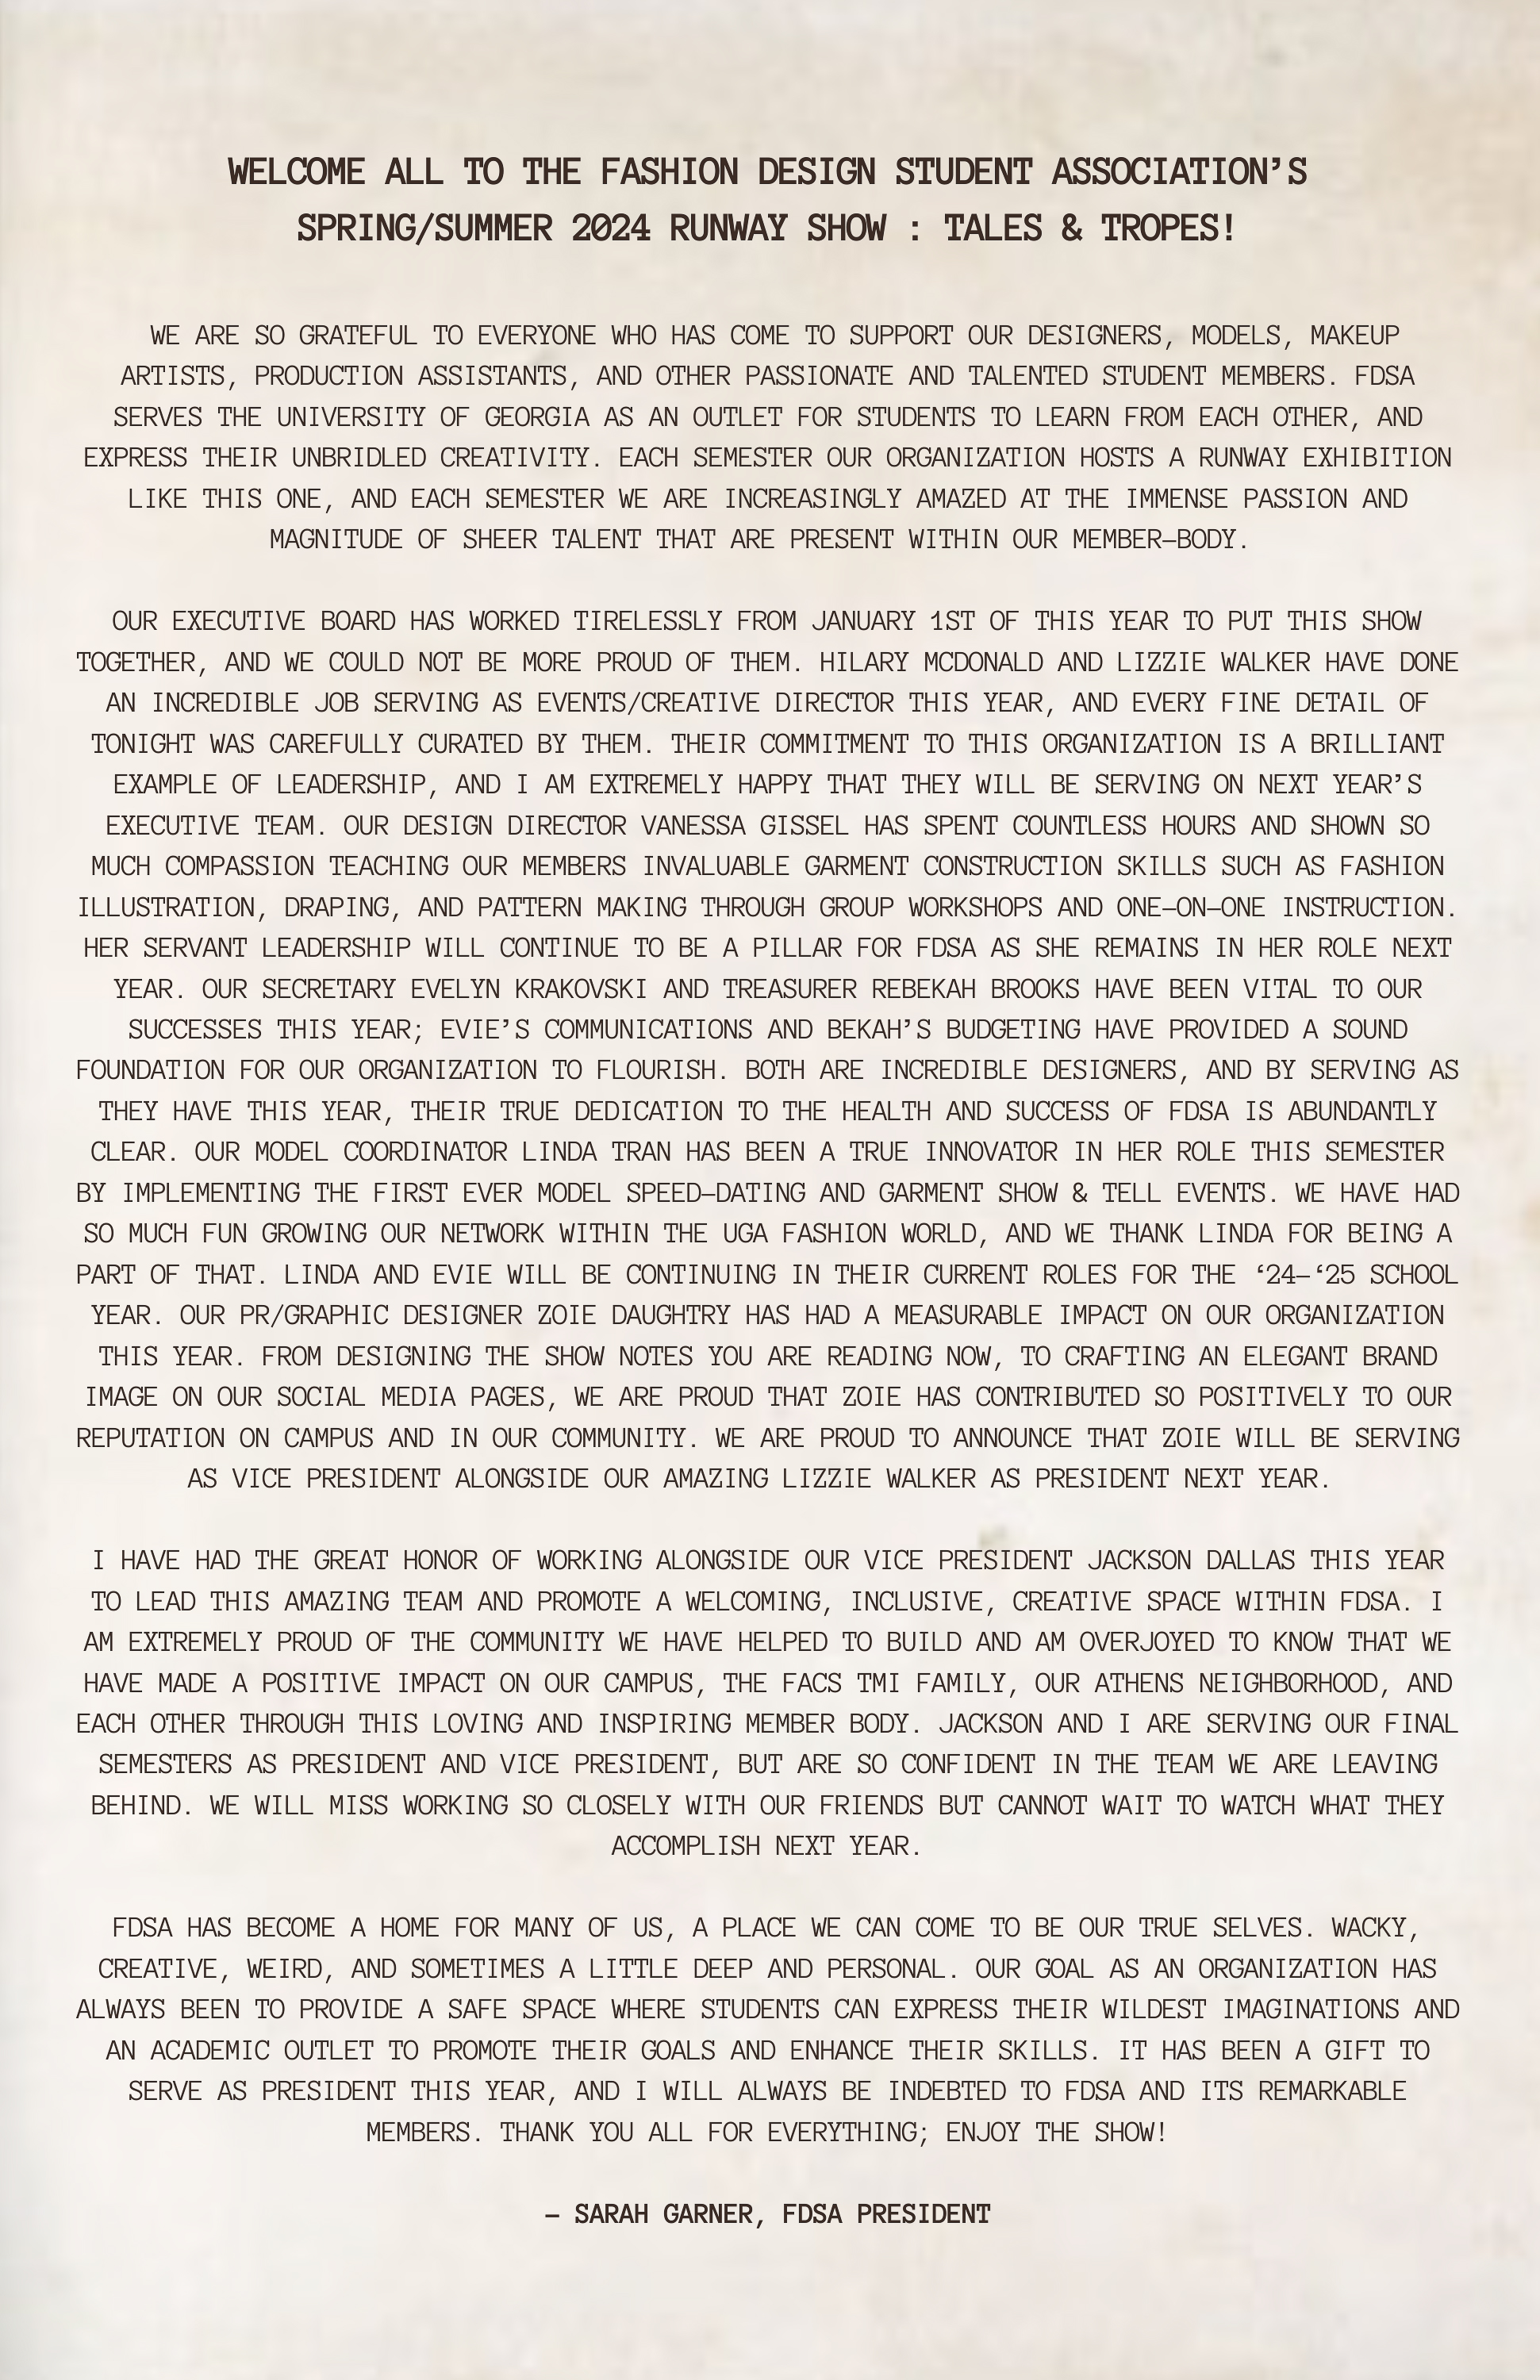 WELCOME ALL TO THE FASHION DESIGN STUDENT ASSOCIATION’S
SPRING/SUMMER 2024 RUNWAY SHOW : TALES & TROPES!
WE ARE SO GRATEFUL TO EVERYONE WHO HAS COME TO SUPPORT OUR DESIGNERS, MODELS, MAKEUP
ARTISTS, PRODUCTION ASSISTANTS, AND OTHER PASSIONATE AND TALENTED STUDENT MEMBERS. FDSA
SERVES THE UNIVERSITY OF GEORGIA AS AN OUTLET FOR STUDENTS TO LEARN FROM EACH OTHER, AND
EXPRESS THEIR UNBRIDLED CREATIVITY. EACH SEMESTER OUR ORGANIZATION HOSTS A RUNWAY EXHIBITION
LIKE THIS ONE, AND EACH SEMESTER WE ARE INCREASINGLY AMAZED AT THE IMMENSE PASSION AND
MAGNITUDE OF SHEER TALENT THAT ARE PRESENT WITHIN OUR MEMBER–BODY.
OUR EXECUTIVE BOARD HAS WORKED TIRELESSLY FROM JANUARY 1ST OF THIS YEAR TO PUT THIS SHOW
TOGETHER, AND WE COULD NOT BE MORE PROUD OF THEM. HILARY MCDONALD AND LIZZIE WALKER HAVE DONE
AN INCREDIBLE JOB SERVING AS EVENTS/CREATIVE DIRECTOR THIS YEAR, AND EVERY FINE DETAIL OF
TONIGHT WAS CAREFULLY CURATED BY THEM. THEIR COMMITMENT TO THIS ORGANIZATION IS A BRILLIANT
EXAMPLE OF LEADERSHIP, AND I AM EXTREMELY HAPPY THAT THEY WILL BE SERVING ON NEXT YEAR’S
EXECUTIVE TEAM. OUR DESIGN DIRECTOR VANESSA GISSEL HAS SPENT COUNTLESS HOURS AND SHOWN SO
MUCH COMPASSION TEACHING OUR MEMBERS INVALUABLE GARMENT CONSTRUCTION SKILLS SUCH AS FASHION
ILLUSTRATION, DRAPING, AND PATTERN MAKING THROUGH GROUP WORKSHOPS AND ONE–ON–ONE INSTRUCTION.
HER SERVANT LEADERSHIP WILL CONTINUE TO BE A PILLAR FOR FDSA AS SHE REMAINS IN HER ROLE NEXT
YEAR. OUR SECRETARY EVELYN KRAKOVSKI AND TREASURER REBEKAH BROOKS HAVE BEEN VITAL TO OUR
SUCCESSES THIS YEAR; EVIE’S COMMUNICATIONS AND BEKAH’S BUDGETING HAVE PROVIDED A SOUND
FOUNDATION FOR OUR ORGANIZATION TO FLOURISH. BOTH ARE INCREDIBLE DESIGNERS, AND BY SERVING AS
THEY HAVE THIS YEAR, THEIR TRUE DEDICATION TO THE HEALTH AND SUCCESS OF FDSA IS ABUNDANTLY
CLEAR. OUR MODEL COORDINATOR LINDA TRAN HAS BEEN A TRUE INNOVATOR IN HER ROLE THIS SEMESTER
BY IMPLEMENTING THE FIRST EVER MODEL SPEED–DATING AND GARMENT SHOW & TELL EVENTS. WE HAVE HAD
SO MUCH FUN GROWING OUR NETWORK WITHIN THE UGA FASHION WORLD, AND WE THANK LINDA FOR BEING A
PART OF THAT. LINDA AND EVIE WILL BE CONTINUING IN THEIR CURRENT ROLES FOR THE ‘24–‘25 SCHOOL
YEAR. OUR PR/GRAPHIC DESIGNER ZOIE DAUGHTRY HAS HAD A MEASURABLE IMPACT ON OUR ORGANIZATION
THIS YEAR. FROM DESIGNING THE SHOW NOTES YOU ARE READING NOW, TO CRAFTING AN ELEGANT BRAND
IMAGE ON OUR SOCIAL MEDIA PAGES, WE ARE PROUD THAT ZOIE HAS CONTRIBUTED SO POSITIVELY TO OUR
REPUTATION ON CAMPUS AND IN OUR COMMUNITY. WE ARE PROUD TO ANNOUNCE THAT ZOIE WILL BE SERVING
AS VICE PRESIDENT ALONGSIDE OUR AMAZING LIZZIE WALKER AS PRESIDENT NEXT YEAR.
I HAVE HAD THE GREAT HONOR OF WORKING ALONGSIDE OUR VICE PRESIDENT JACKSON DALLAS THIS YEAR
TO LEAD THIS AMAZING TEAM AND PROMOTE A WELCOMING, INCLUSIVE, CREATIVE SPACE WITHIN FDSA. I
AM EXTREMELY PROUD OF THE COMMUNITY WE HAVE HELPED TO BUILD AND AM OVERJOYED TO KNOW THAT WE
HAVE MADE A POSITIVE IMPACT ON OUR CAMPUS, THE FACS TMI FAMILY, OUR ATHENS NEIGHBORHOOD, AND
EACH OTHER THROUGH THIS LOVING AND INSPIRING MEMBER BODY. JACKSON AND I ARE SERVING OUR FINAL
SEMESTERS AS PRESIDENT AND VICE PRESIDENT, BUT ARE SO CONFIDENT IN THE TEAM WE ARE LEAVING
BEHIND. WE WILL MISS WORKING SO CLOSELY WITH OUR FRIENDS BUT CANNOT WAIT TO WATCH WHAT THEY
ACCOMPLISH NEXT YEAR.
FDSA HAS BECOME A HOME FOR MANY OF US, A PLACE WE CAN COME TO BE OUR TRUE SELVES. WACKY,
CREATIVE, WEIRD, AND SOMETIMES A LITTLE DEEP AND PERSONAL. OUR GOAL AS AN ORGANIZATION HAS
ALWAYS BEEN TO PROVIDE A SAFE SPACE WHERE STUDENTS CAN EXPRESS THEIR WILDEST IMAGINATIONS AND
AN ACADEMIC OUTLET TO PROMOTE THEIR GOALS AND ENHANCE THEIR SKILLS. IT HAS BEEN A GIFT TO
SERVE AS PRESIDENT THIS YEAR, AND I WILL ALWAYS BE INDEBTED TO FDSA AND ITS REMARKABLE
MEMBERS. THANK YOU ALL FOR EVERYTHING; ENJOY THE SHOW!
– SARAH GARNER, FDSA PRESIDENT